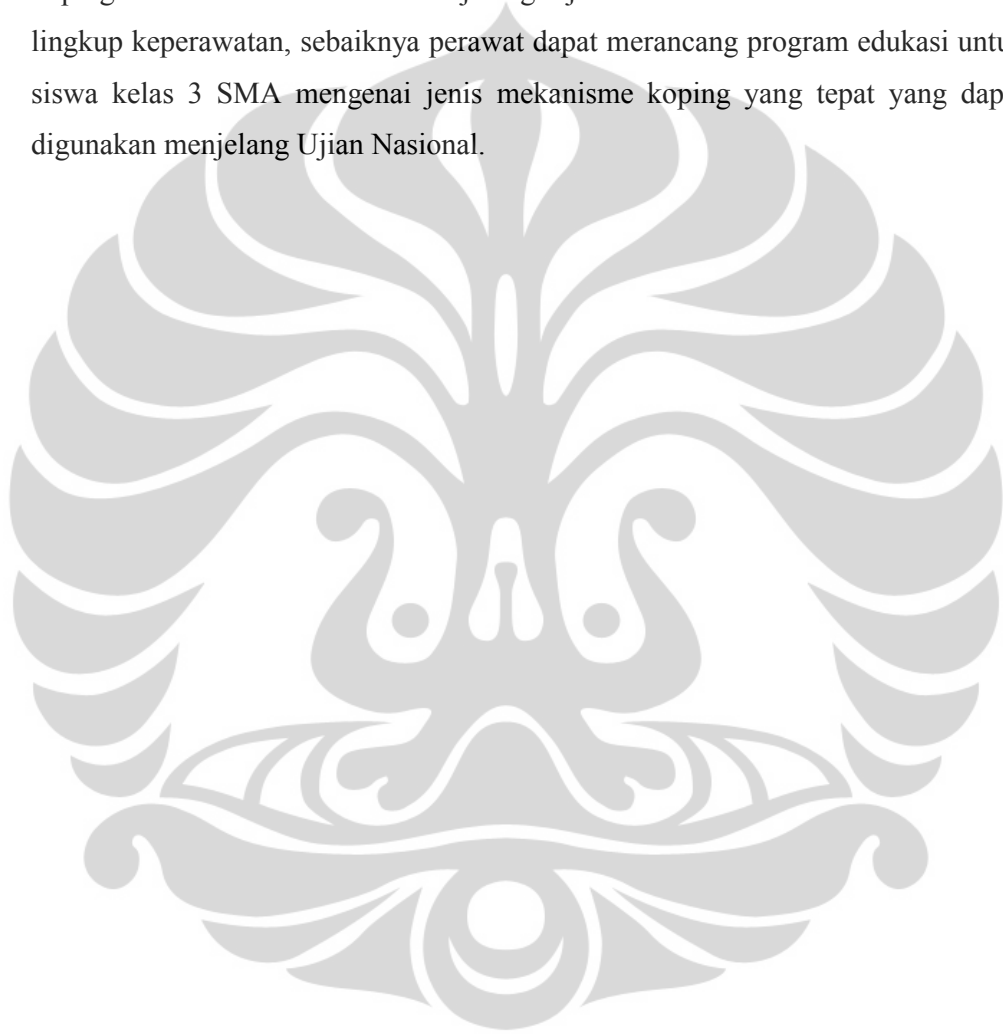 lingkup keperawatan, sebaiknya perawat dapat merancang program edukasi untu
siswa kelas 3 SMA mengenai jenis mekanisme koping yang tepat yang dap
digunakan menjelang Ujian Nasional.